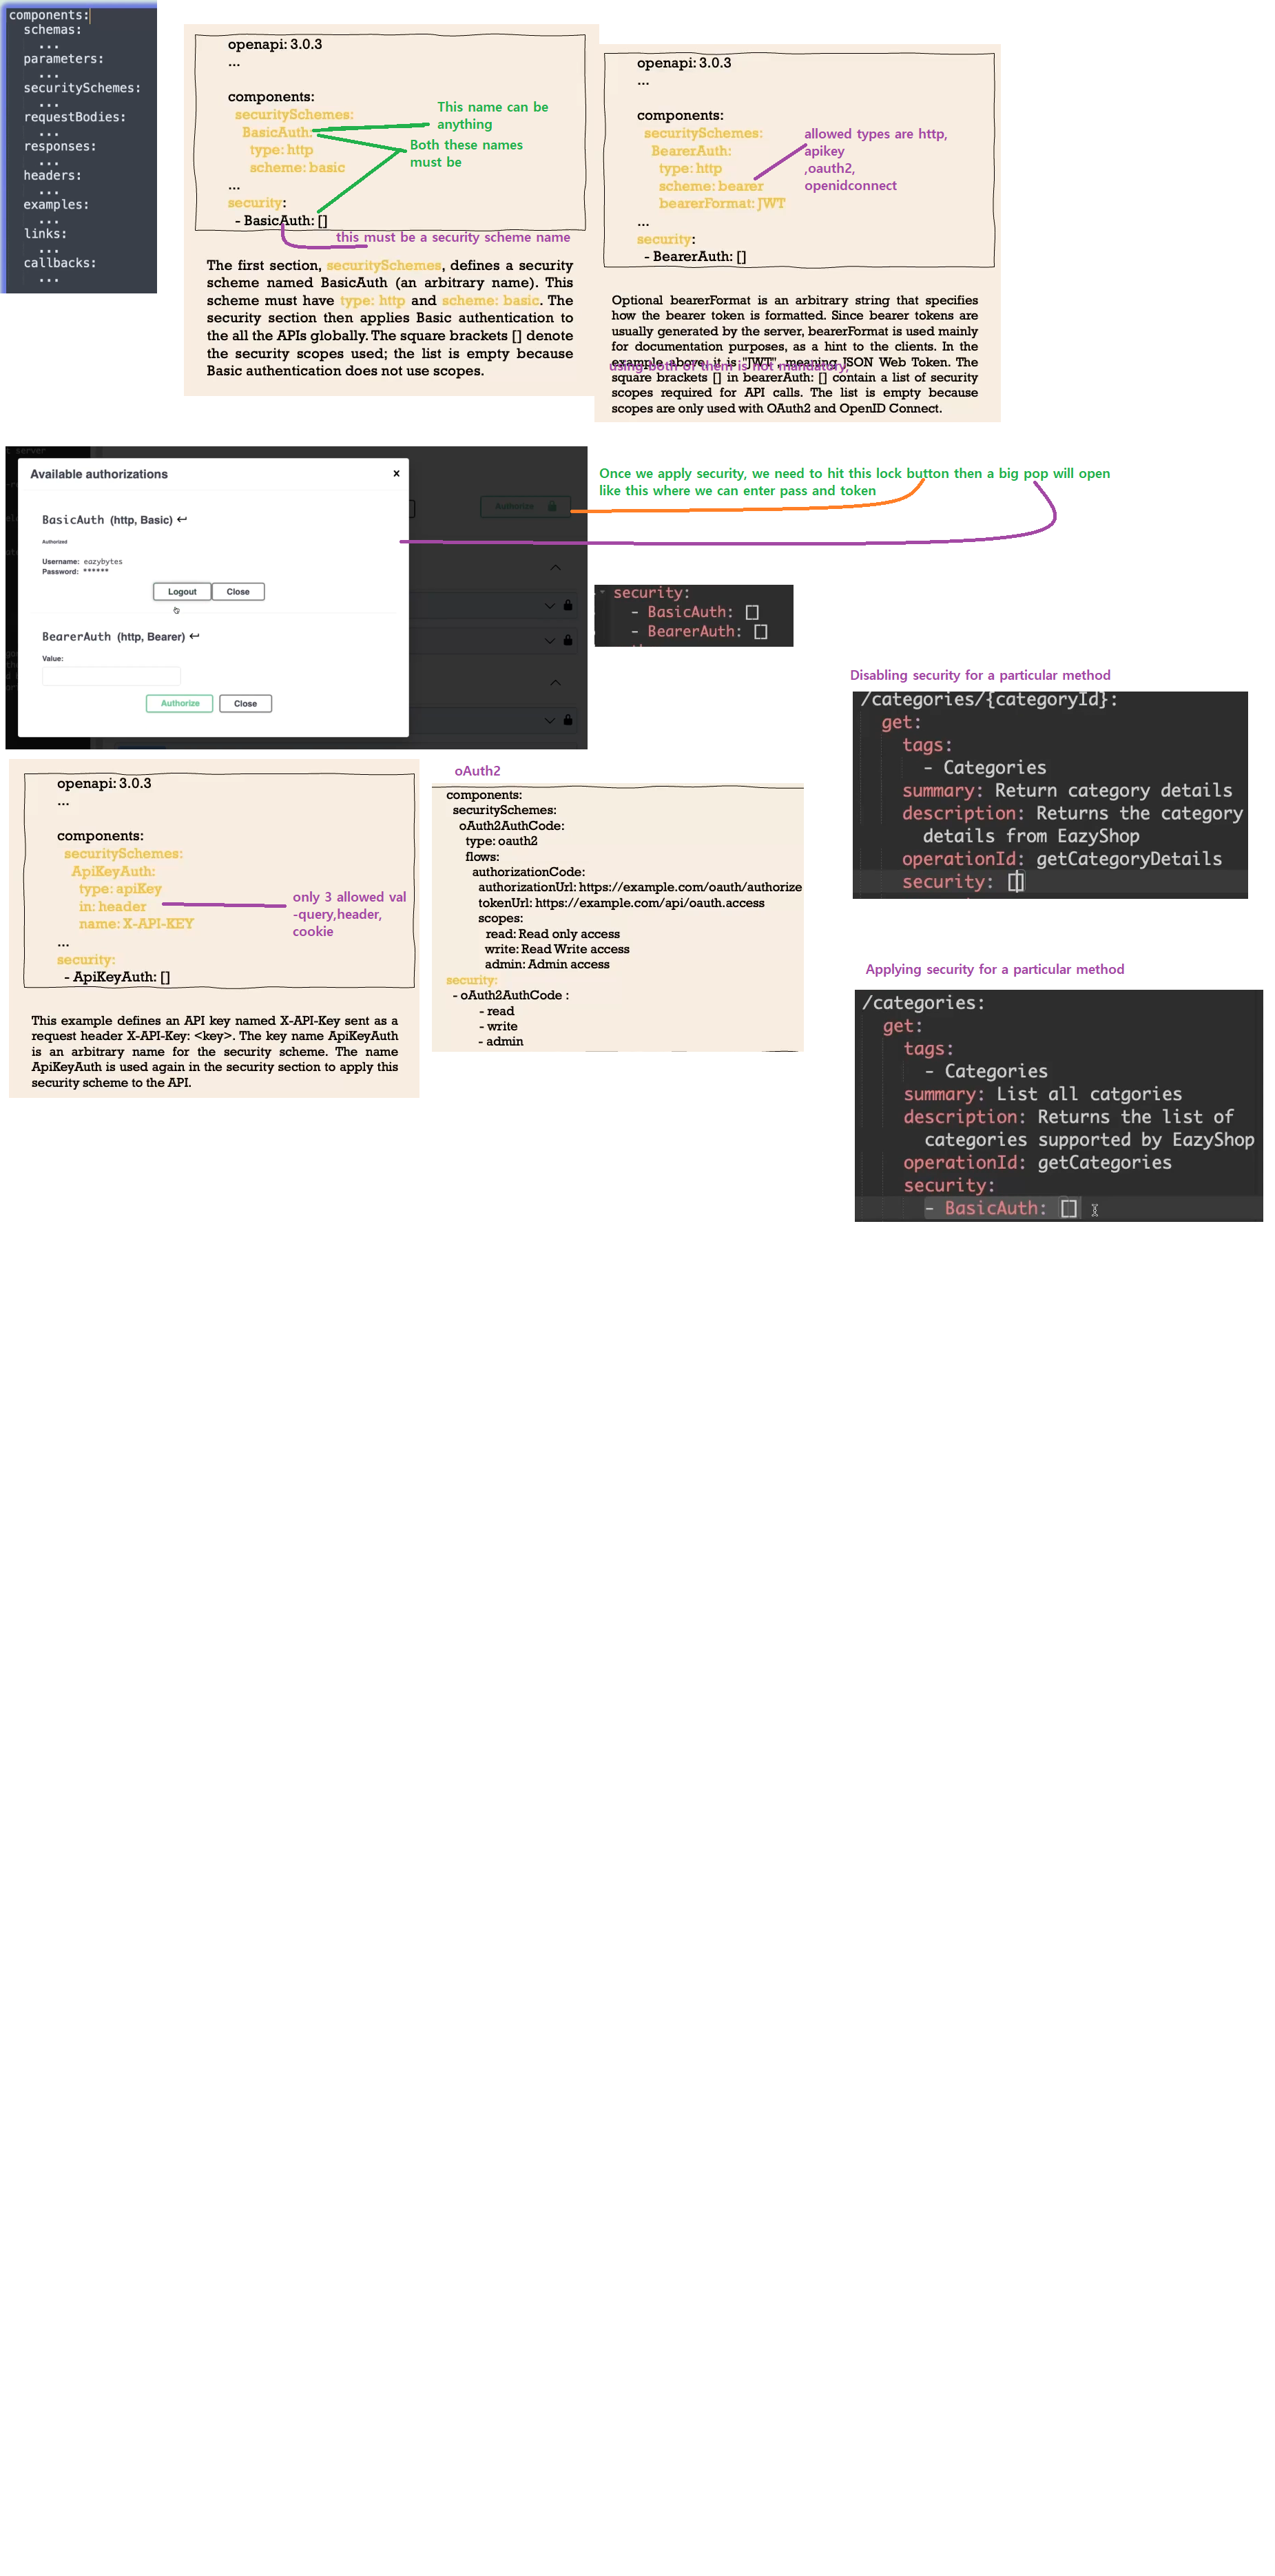 components:
schemas:
...
parameters:
...
securitySchemes:
...
requestBodies:
...
responses:
...
headers:
...
examples:
...
links:
...
callbacks:
...
openapi: 3.0.3
...
components:
securitySchemes:
BasicAuth:
type: http
scheme: basic
...
security:
- BasicAuth: []
This name can be
anything
Both these names
must be
this must be a security scheme name
The first section, securitySchemes, defines a security
scheme named BasicAuth (an arbitrary name). This
scheme must have type: http and scheme: basic. The
security section then applies Basic authentication to
the all the APIs globally. The square brackets [] denote
the security scopes used; the list is empty because
Basic authentication does not use scopes.
openapi: 3.0.3
...
components:
securitySchemes:
BearerAuth:
type: http
scheme: bearer
bearerFormat: JWT
...
security:
- BearerAuth: []
allowed types are http,
apikey
,oauth2,
openidconnect
Optional bearerFormat is an arbitrary string that specifies
how the bearer token is formatted. Since bearer tokens are
usually generated by the server, bearerFormat is used mainly
for documentation purposes, as a hint to the clients. In the
example above, it is "JWT", meaning JSON Web Token. The
using both of them is not mandatory,
square brackets [] in bearerAuth: [] contain a list of security
scopes required for API calls. The list is empty because
scopes are only used with OAuth2 and OpenID Connect.
t server
Available authorizations
x
BasicAuth (http, Basic)
Authorized
Username: eazybytes
Password: ******
Logout
Close
BearerAuth (http, Bearer)
Value:
Authorize
Close
Authorize
Once we apply security, we need to hit this lock button then a big pop will open
like this where we can enter pass and token
security:
- BasicAuth: []
- BearerAuth: []
Disabling security for a particular method
/categories/{categoryId}:
get:
tags:
- Categories
summary: Return category details
description: Returns the category
details from EazyShop
operationId: getCategoryDetails
security: []
openapi: 3.0.3
...
components:
securitySchemes:
ApiKeyAuth:
type: apiKey
in: header
name: X-API-KEY
...
security:
- ApiKeyAuth: []
only 3 allowed val
-query,header,
cookie
This example defines an API key named X-API-Key sent as a
request header X-API-Key: <key>. The key name ApiKeyAuth
is an arbitrary name for the security scheme. The name
ApiKeyAuth is used again in the security section to apply this
security scheme to the API.
oAuth2
components:
securitySchemes:
oAuth2AuthCode:
type: oauth2
flows:
authorizationCode:
authorizationUrl: https://example.com/oauth/authorize
tokenUrl: https://example.com/api/oauth.access
scopes:
read: Read only access
write: Read Write access
admin: Admin access
security:
- oAuth2AuthCode :
- read
- write
- admin
Applying security for a particular method
/categories:
get:
tags:
- Categories
summary: List all catgories
description: Returns the list of
categories supported by EazyShop
operationId: getCategories
security:
- BasicAuth: []